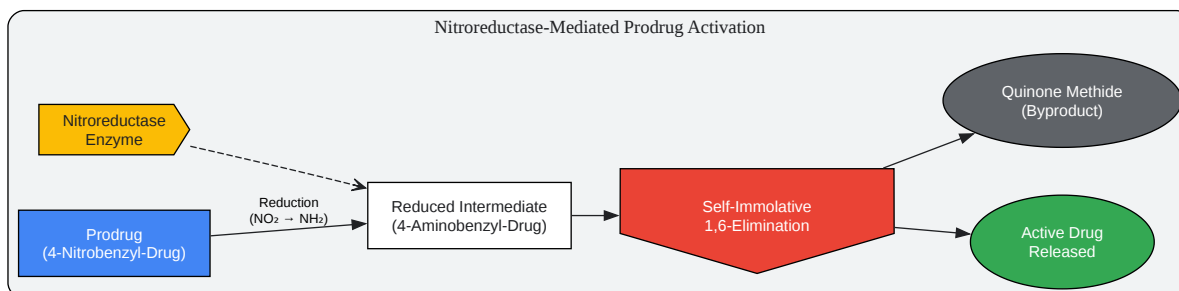 Nitroreductase-Mediated Prodrug Activation
Nitroreductase
Enzyme
Prodrug
(4-Nitrobenzyl-Drug)
Reduction
(NO₂ → NH₂)
Reduced Intermediate
(4-Aminobenzyl-Drug)
Self-Immolative
1,6-Elimination
Quinone Methide
(Byproduct)
Active Drug
Released